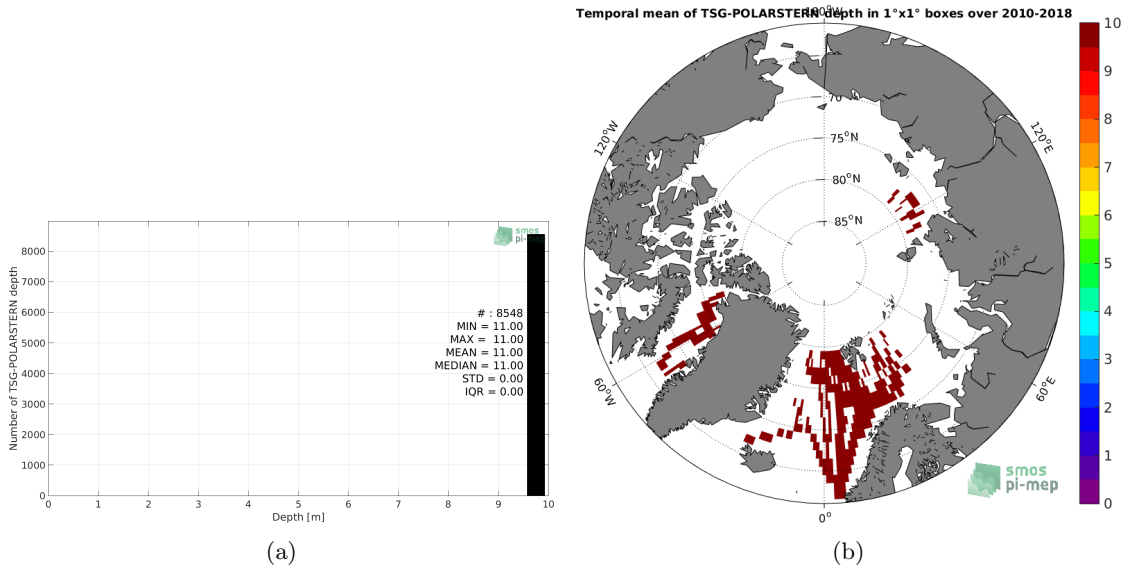 Temporal mean of TSG-POLARSTERN depth in 1°x1° boxes over 2010-2018
180°W
120°W
120°E
60°W
60°E
0°
70
75°N
80°N
85°N
10
9
8
7
6
5
4
3
2
1
0
smos
pi-mep
Number of TSG-POLARSTERN depth
8000
7000
6000
5000
4000
3000
2000
1000
0
smos
pi-mep
# : 8548
MIN = 11.00
MAX = 11.00
MEAN = 11.00
MEDIAN = 11.00
STD = 0.00
IQR = 0.00
0 1 2 3 4 5 6 7 8 9 10
Depth [m]
(a)
(b)